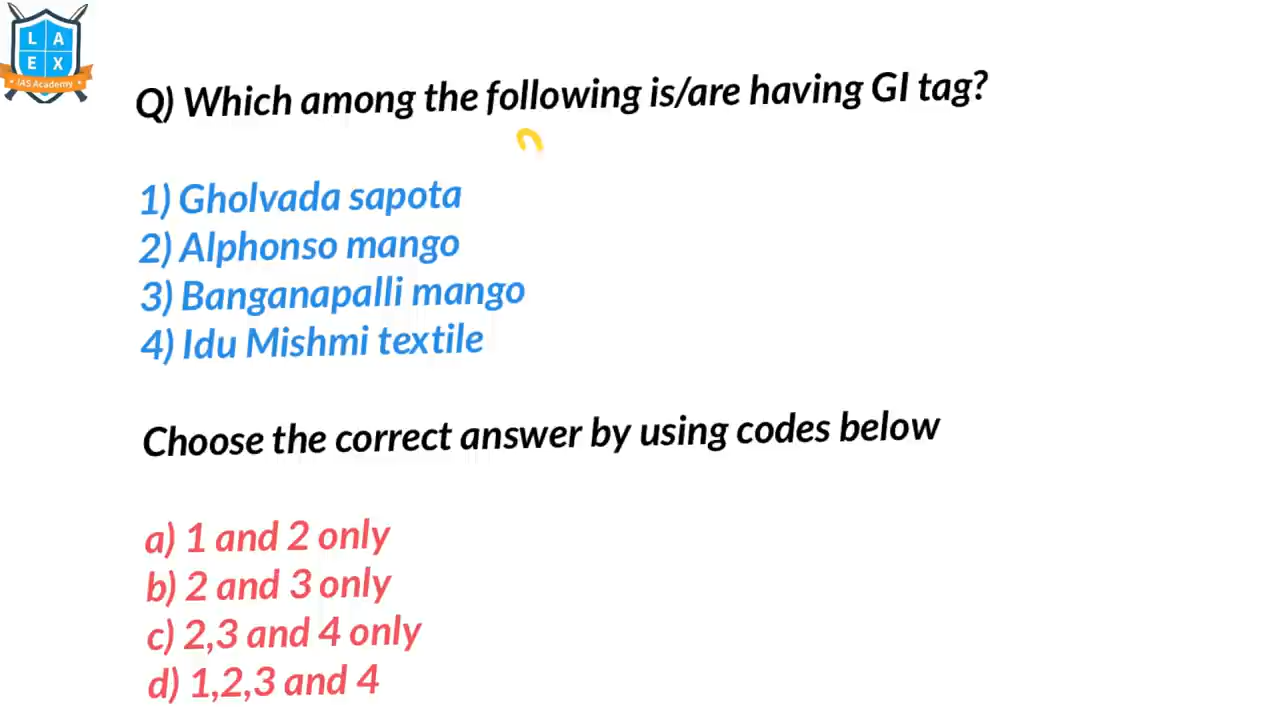 L A
E X
IAS Academy
Q) Which among the following is/are having GI tag?
1) Gholvada sapota
2) Alphonso mango
3) Banganapalli mango
4) Idu Mishmi textile
Choose the correct answer by using codes below
a) 1 and 2 only
b) 2 and 3 only
c) 2,3 and 4 only
d) 1,2,3 and 4